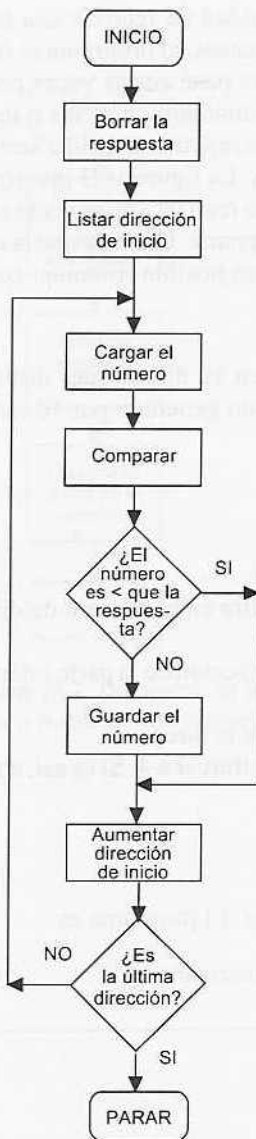 INICIO
Borrar la
respuesta
Listar dirección
de inicio
Cargar el
número
Comparar
¿El
número
es < que la
respues-
ta?
SI
NO
Guardar el
número
Aumentar
dirección
de inicio
¿Es
la última
dirección?
NO
SI
PARAR